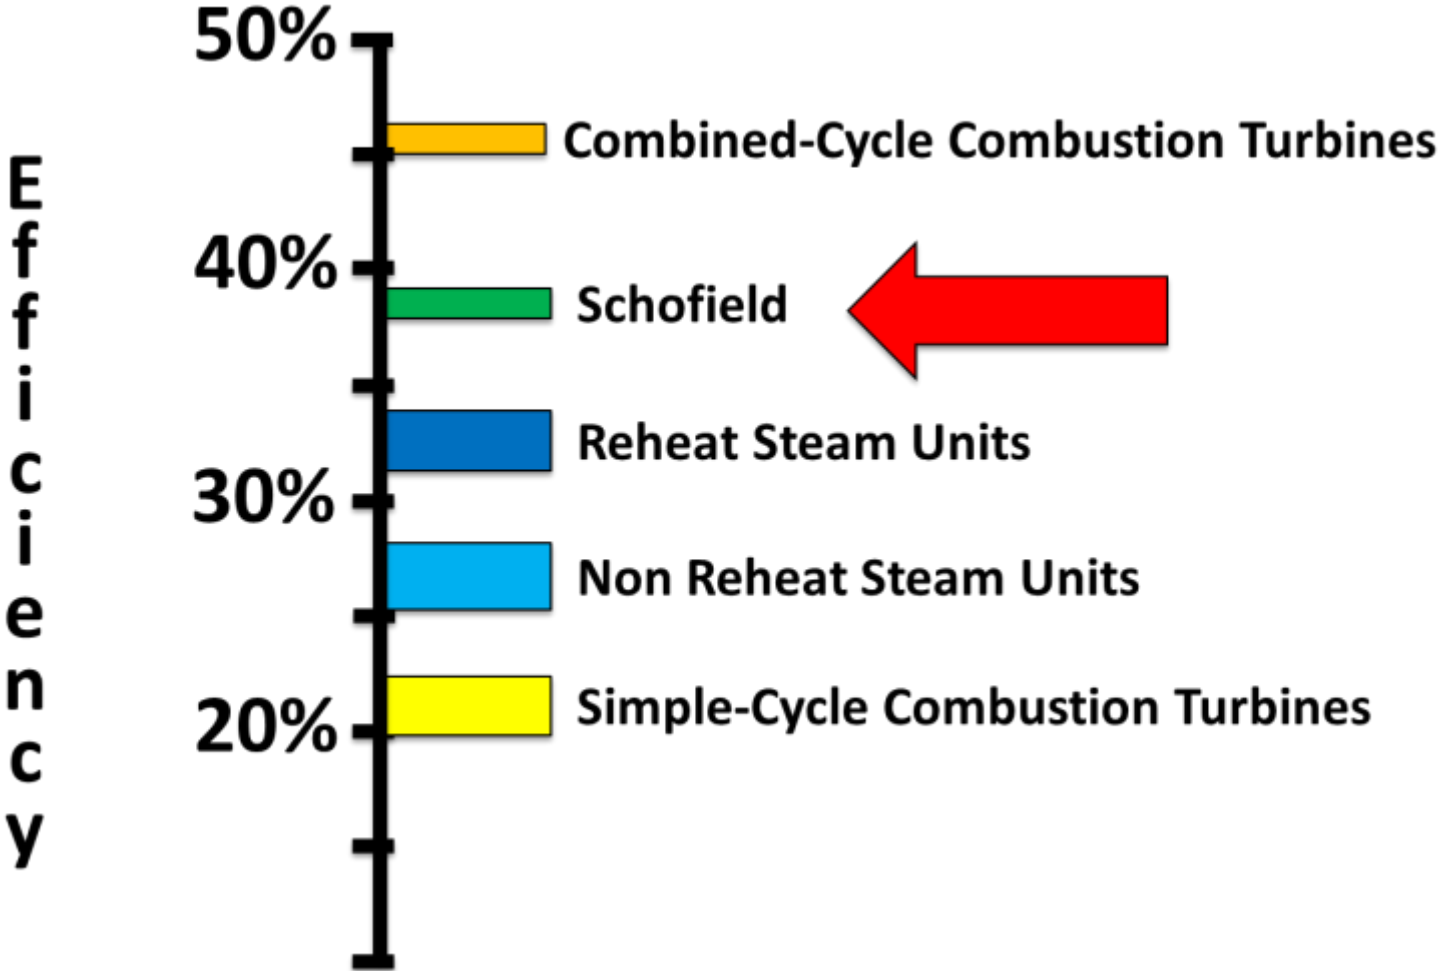 Efficiency
50%
Combined-Cycle Combustion Turbines
40%
Schofield
Reheat Steam Units
30%
Non Reheat Steam Units
Simple-Cycle Combustion Turbines
20%